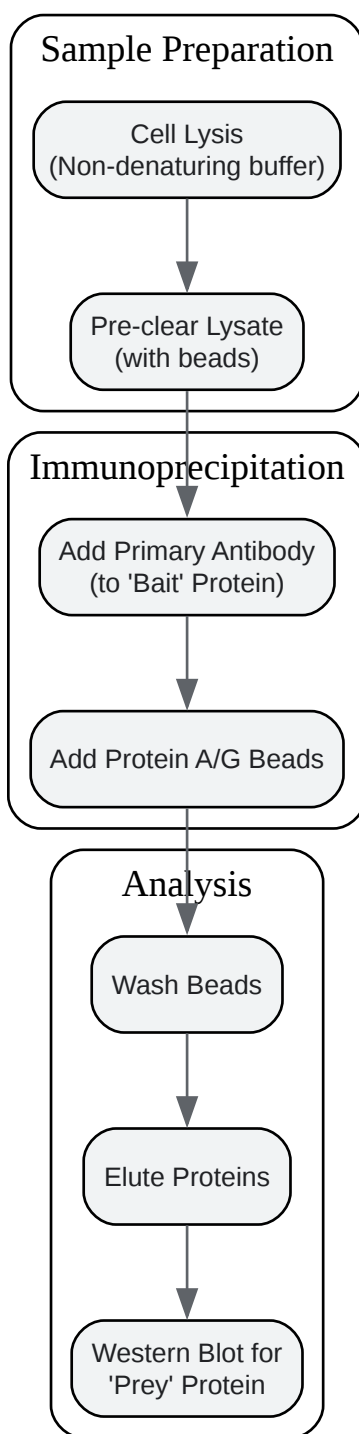 Sample Preparation
Cell Lysis
(Non-denaturing buffer)
Pre-clear Lysate
(with beads)
Immunoprecipitation
Add Primary Antibody
(to 'Bait' Protein)
Add Protein A/G Beads
Analysis
Wash Beads
Elute Proteins
Western Blot for
'Prey' Protein